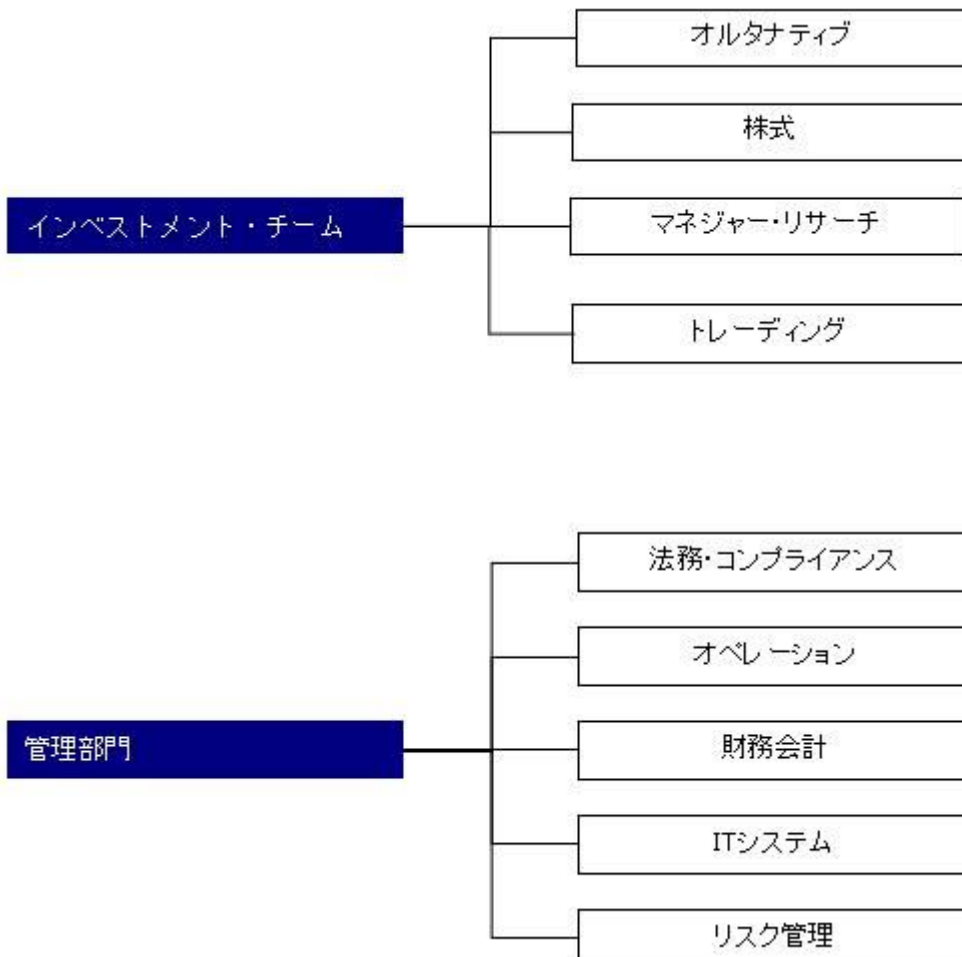 オルタナティブ
株式
インベストメント・チーム
マネジャー・リサーチ
トレーディング
法務・コンプライアンス
オペレーション
管理部門
財務会計
ITシステム
リスク管理